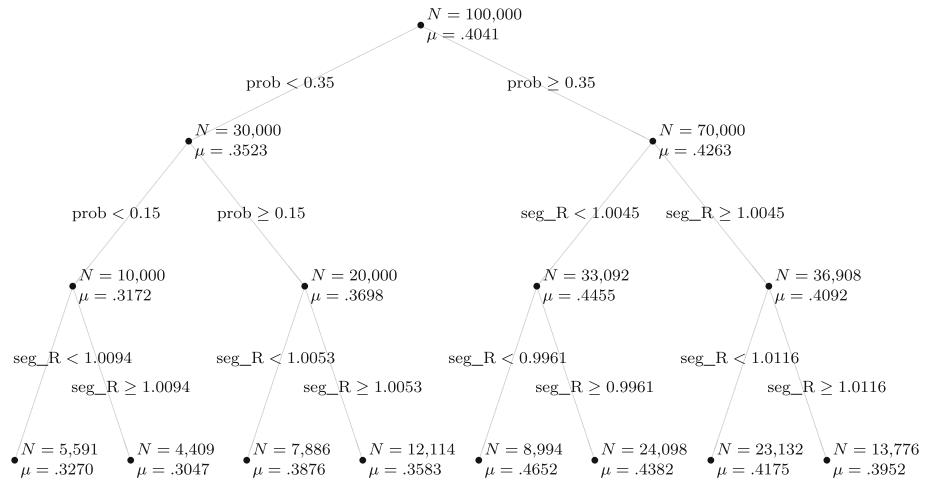 N = 100,000
μ = .4041
prob < 0.35
prob ≥ 0.35
N = 30,000
μ = .3523
N = 70,000
μ = .4263
prob < 0.15
prob ≥ 0.15
seg_R < 1.0045
seg_R ≥ 1.0045
N = 10,000
μ = .3172
N = 20,000
μ = .3698
N = 33,092
μ = .4455
N = 36,908
μ = .4092
seg_R < 1.0094
seg_R ≥ 1.0094
seg_R < 1.0053
seg_R ≥ 1.0053
seg_R < 0.9961
seg_R ≥ 0.9961
seg_R < 1.0116
seg_R ≥ 1.0116
N = 5,591
μ = .3270
N = 4,409
μ = .3047
N = 7,886
μ = .3876
N = 12,114
μ = .3583
N = 8,994
μ = .4652
N = 24,098
μ = .4382
N = 23,132
μ = .4175
N = 13,776
μ = .3952